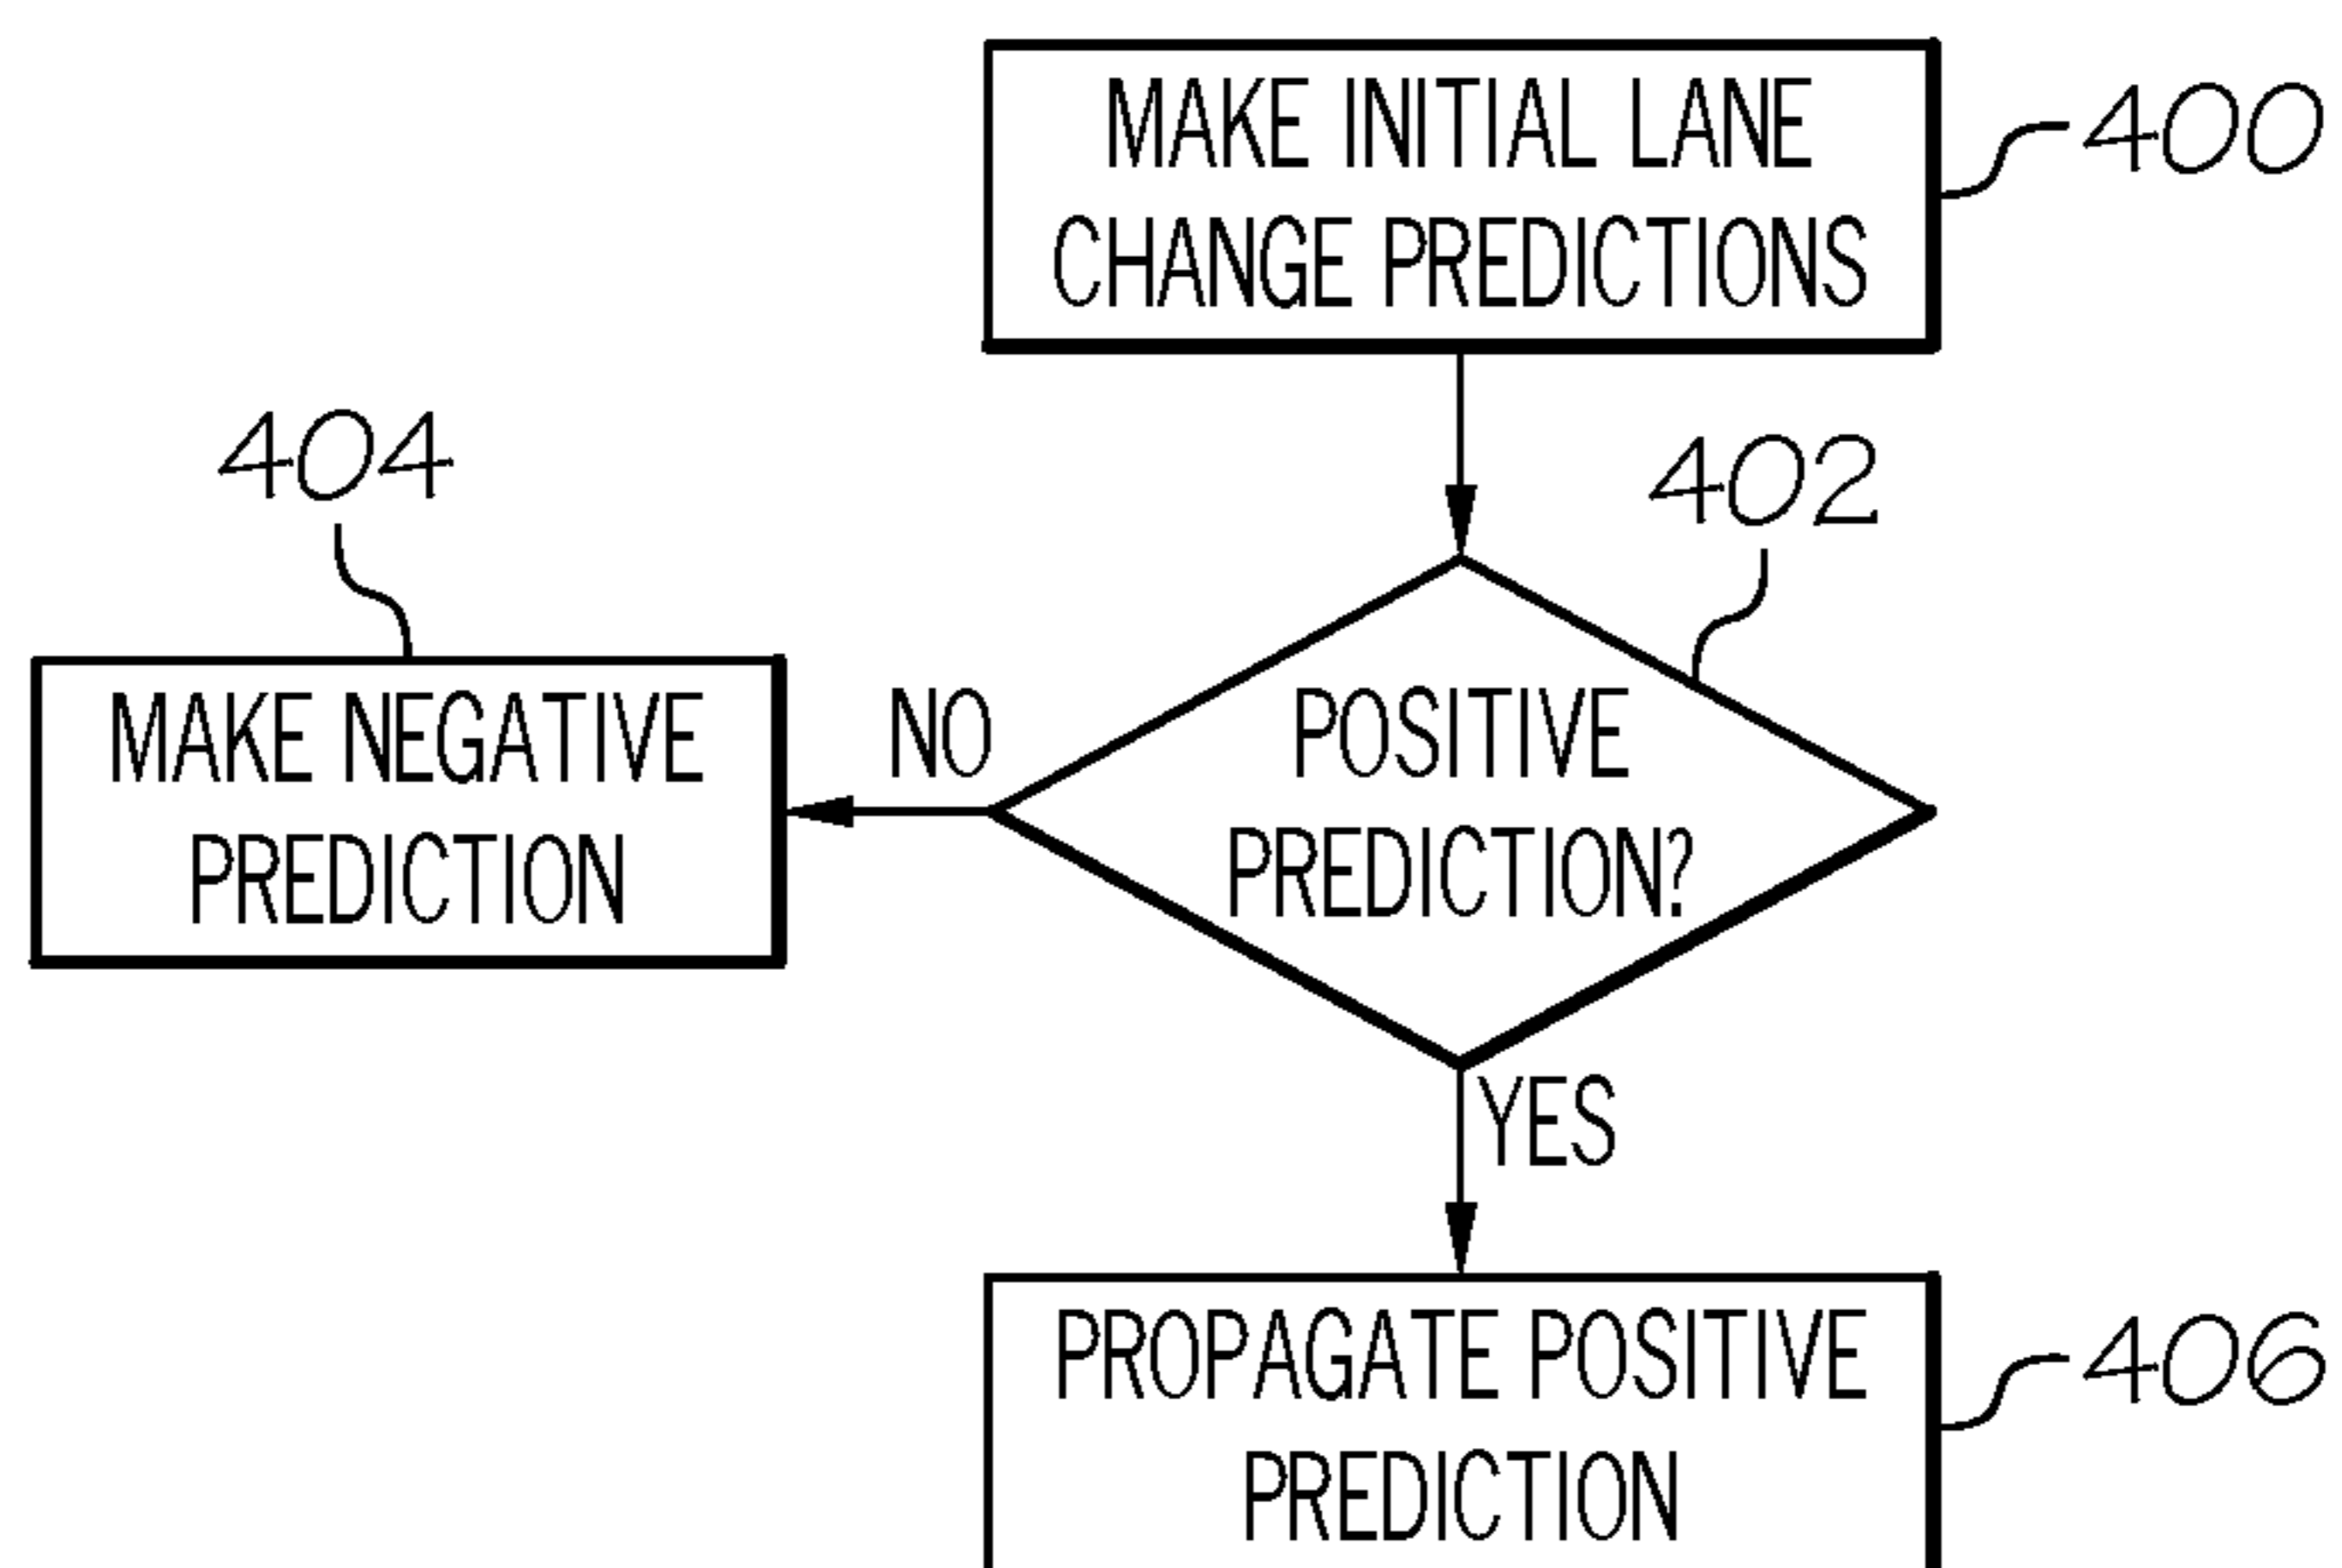 MAKE INITIAL LANE
CHANGE PREDICTIONS
400
404
402
MAKE NEGATIVE
PREDICTION
NO
POSITIVE
PREDICTION?
YES
PROPAGATE POSITIVE
PREDICTION
406